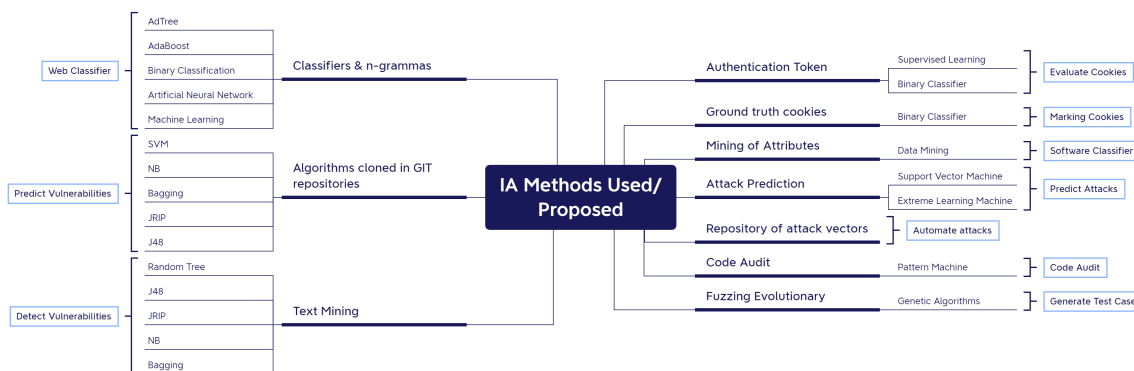 IA Methods Used/
Proposed
Classifiers & n-grammas
AdTree
AdaBoost
Binary Classification
Artificial Neural Network
Machine Learning
Web Classifier
Algorithms cloned in GIT
repositories
SVM
NB
Bagging
JRIP
J48
Predict Vulnerabilities
Text Mining
Random Tree
J48
JRIP
NB
Bagging
Detect Vulnerabilities
Authentication Token
Supervised Learning
Binary Classifier
Evaluate Cookies
Ground truth cookies
Binary Classifier
Marking Cookies
Mining of Attributes
Data Mining
Software Classifier
Attack Prediction
Support Vector Machine
Extreme Learning Machine
Predict Attacks
Repository of attack vectors
Automate attacks
Code Audit
Pattern Machine
Code Audit
Fuzzing Evolutionary
Genetic Algorithms
Generate Test Case